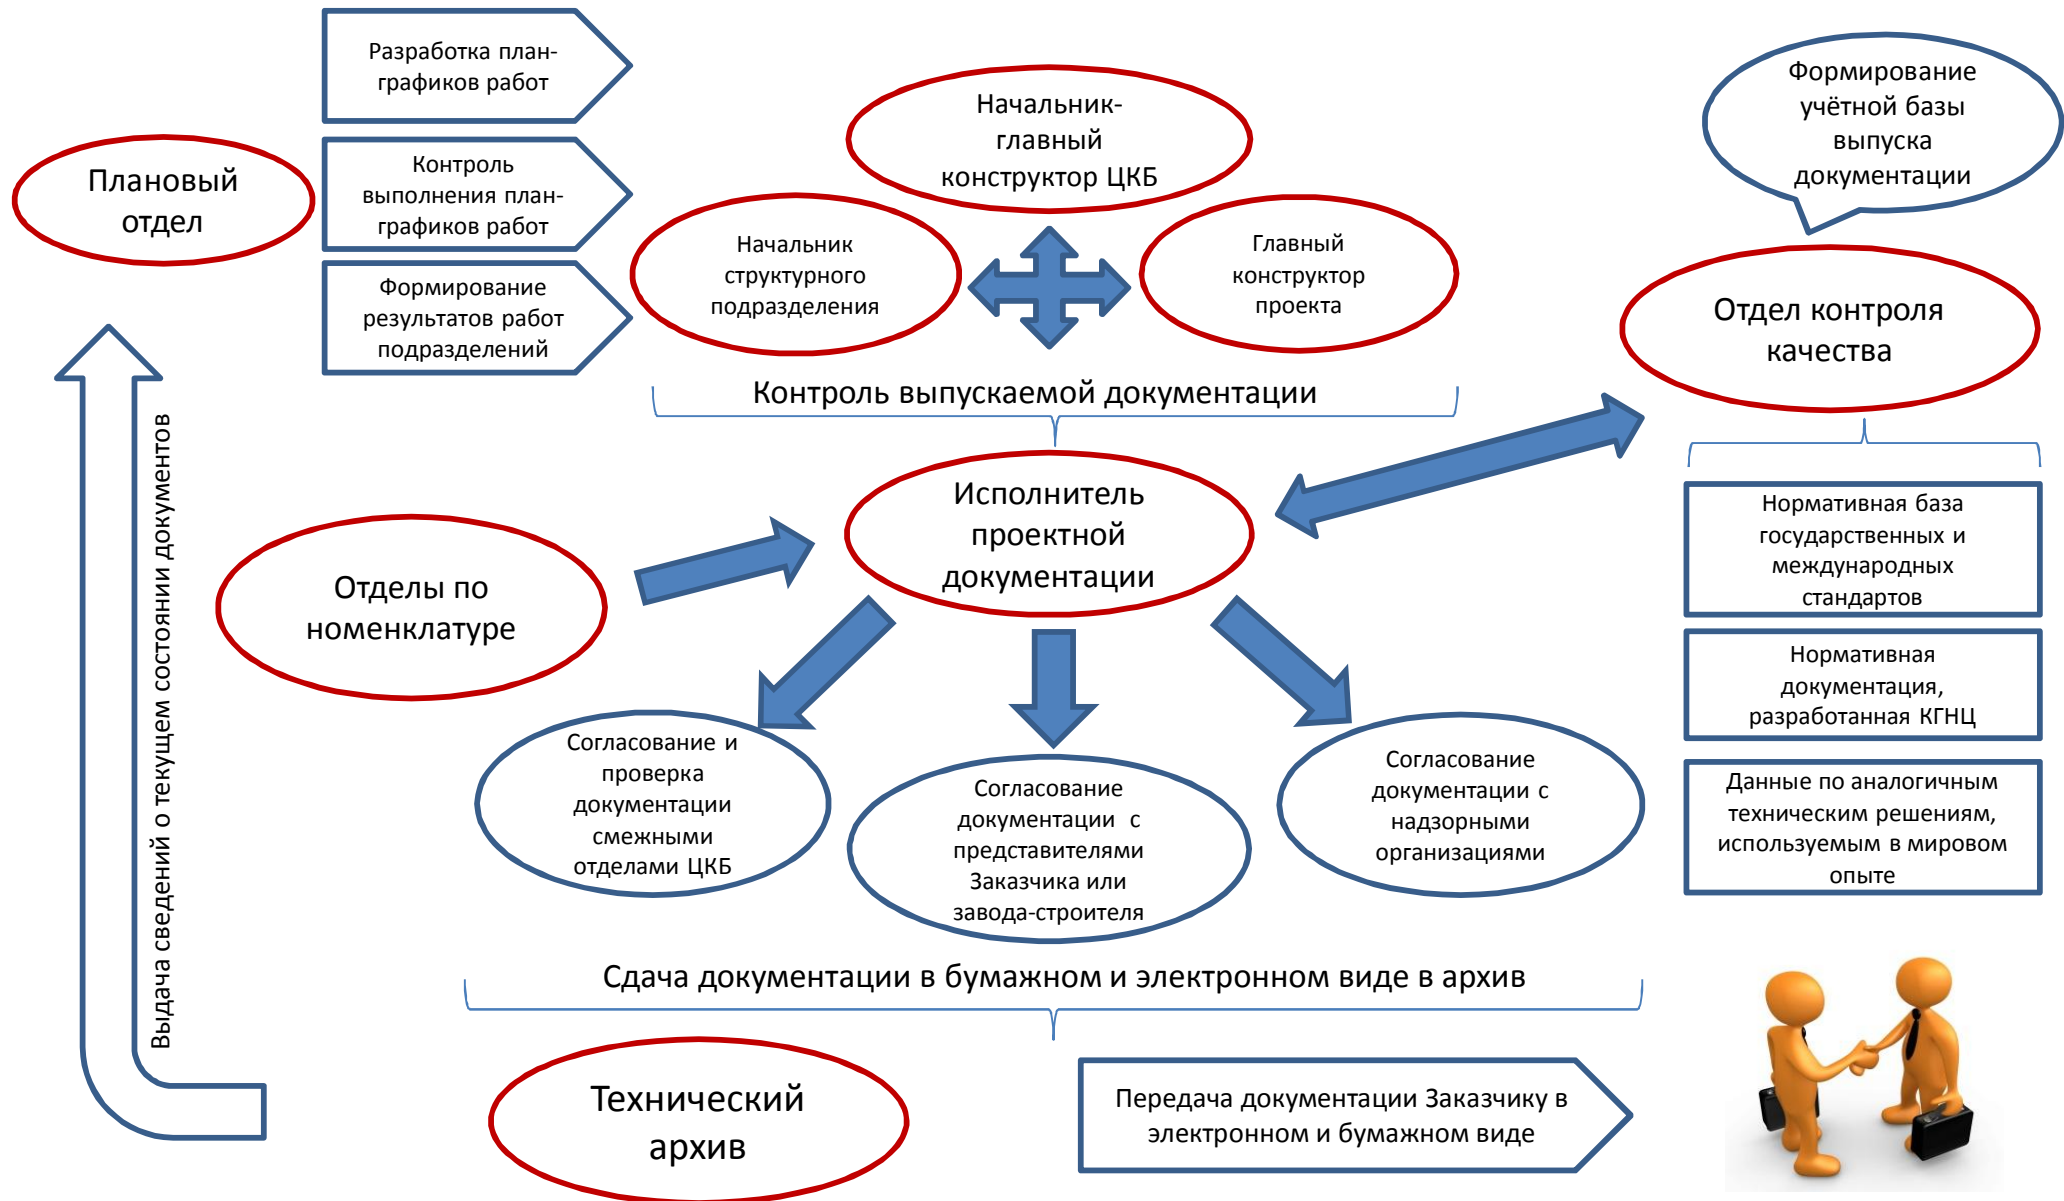 Разработка план-
графиков работ
Плановый
отдел
Контроль
выполнения план-
графиков работ
Формирование
результатов работ
подразделений
Начальник-
главный
конструктор ЦКБ
Начальник
структурного
подразделения
Главный
конструктор
проекта
Контроль выпускаемой документации
Формирование
учётной базы
выпуска
документации
Отдел контроля
качества
Исполнитель
проектной
документации
Отделы по
номенклатуре
Выдача сведений о текущем состоянии документов
Нормативная база
государственных и
международных
стандартов
Нормативная
документация,
разработанная КГНЦ
Данные по аналогичным
техническим решениям,
используемым в мировом
опыте
Согласование и
проверка
документации
смежными
отделами ЦКБ
Согласование
документации с
представителями
Заказчика или
завода-строителя
Согласование
документации с
надзорными
организациями
Сдача документации в бумажном и электронном виде в архив
Технический
архив
Передача документации Заказчику в
электронном и бумажном виде